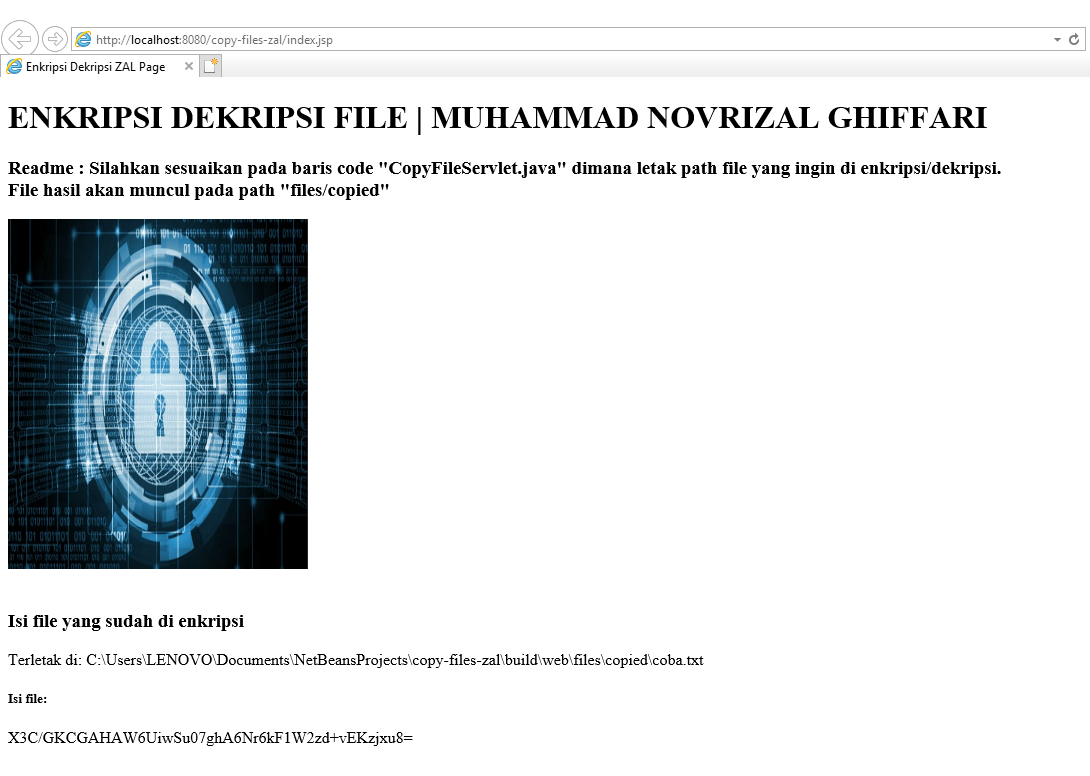 http://localhost:8080/copy-files-zal/index.jsp
Enkripsi Dekripsi ZAL Page
ENKRIPSI DEKRIPSI FILE | MUHAMMAD NOVRIZAL GHIFFARI
Readme : Silahkan sesuaikan pada baris code "CopyFileServlet.java" dimana letak path file yang ingin di enkripsi/dekripsi.
File hasil akan muncul pada path "files/copied"
Isi file yang sudah di enkripsi
Terletak di: C:\Users\LENOVO\Documents\NetBeansProjects\copy-files-zal\build\web\files\copied\coba.txt
Isi file:
X3C/GKCGAHAW6UiwSu07ghA6Nr6kF1W2zd+vEKzjxu8=